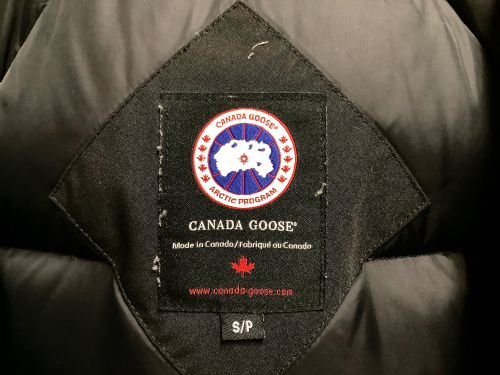 CANADA GOOSE®
ARCTIC PROGRAM
CANADA GOOSE®
Made in Canada/Fabriqué au Canada
www.canada-goose.com
S/P